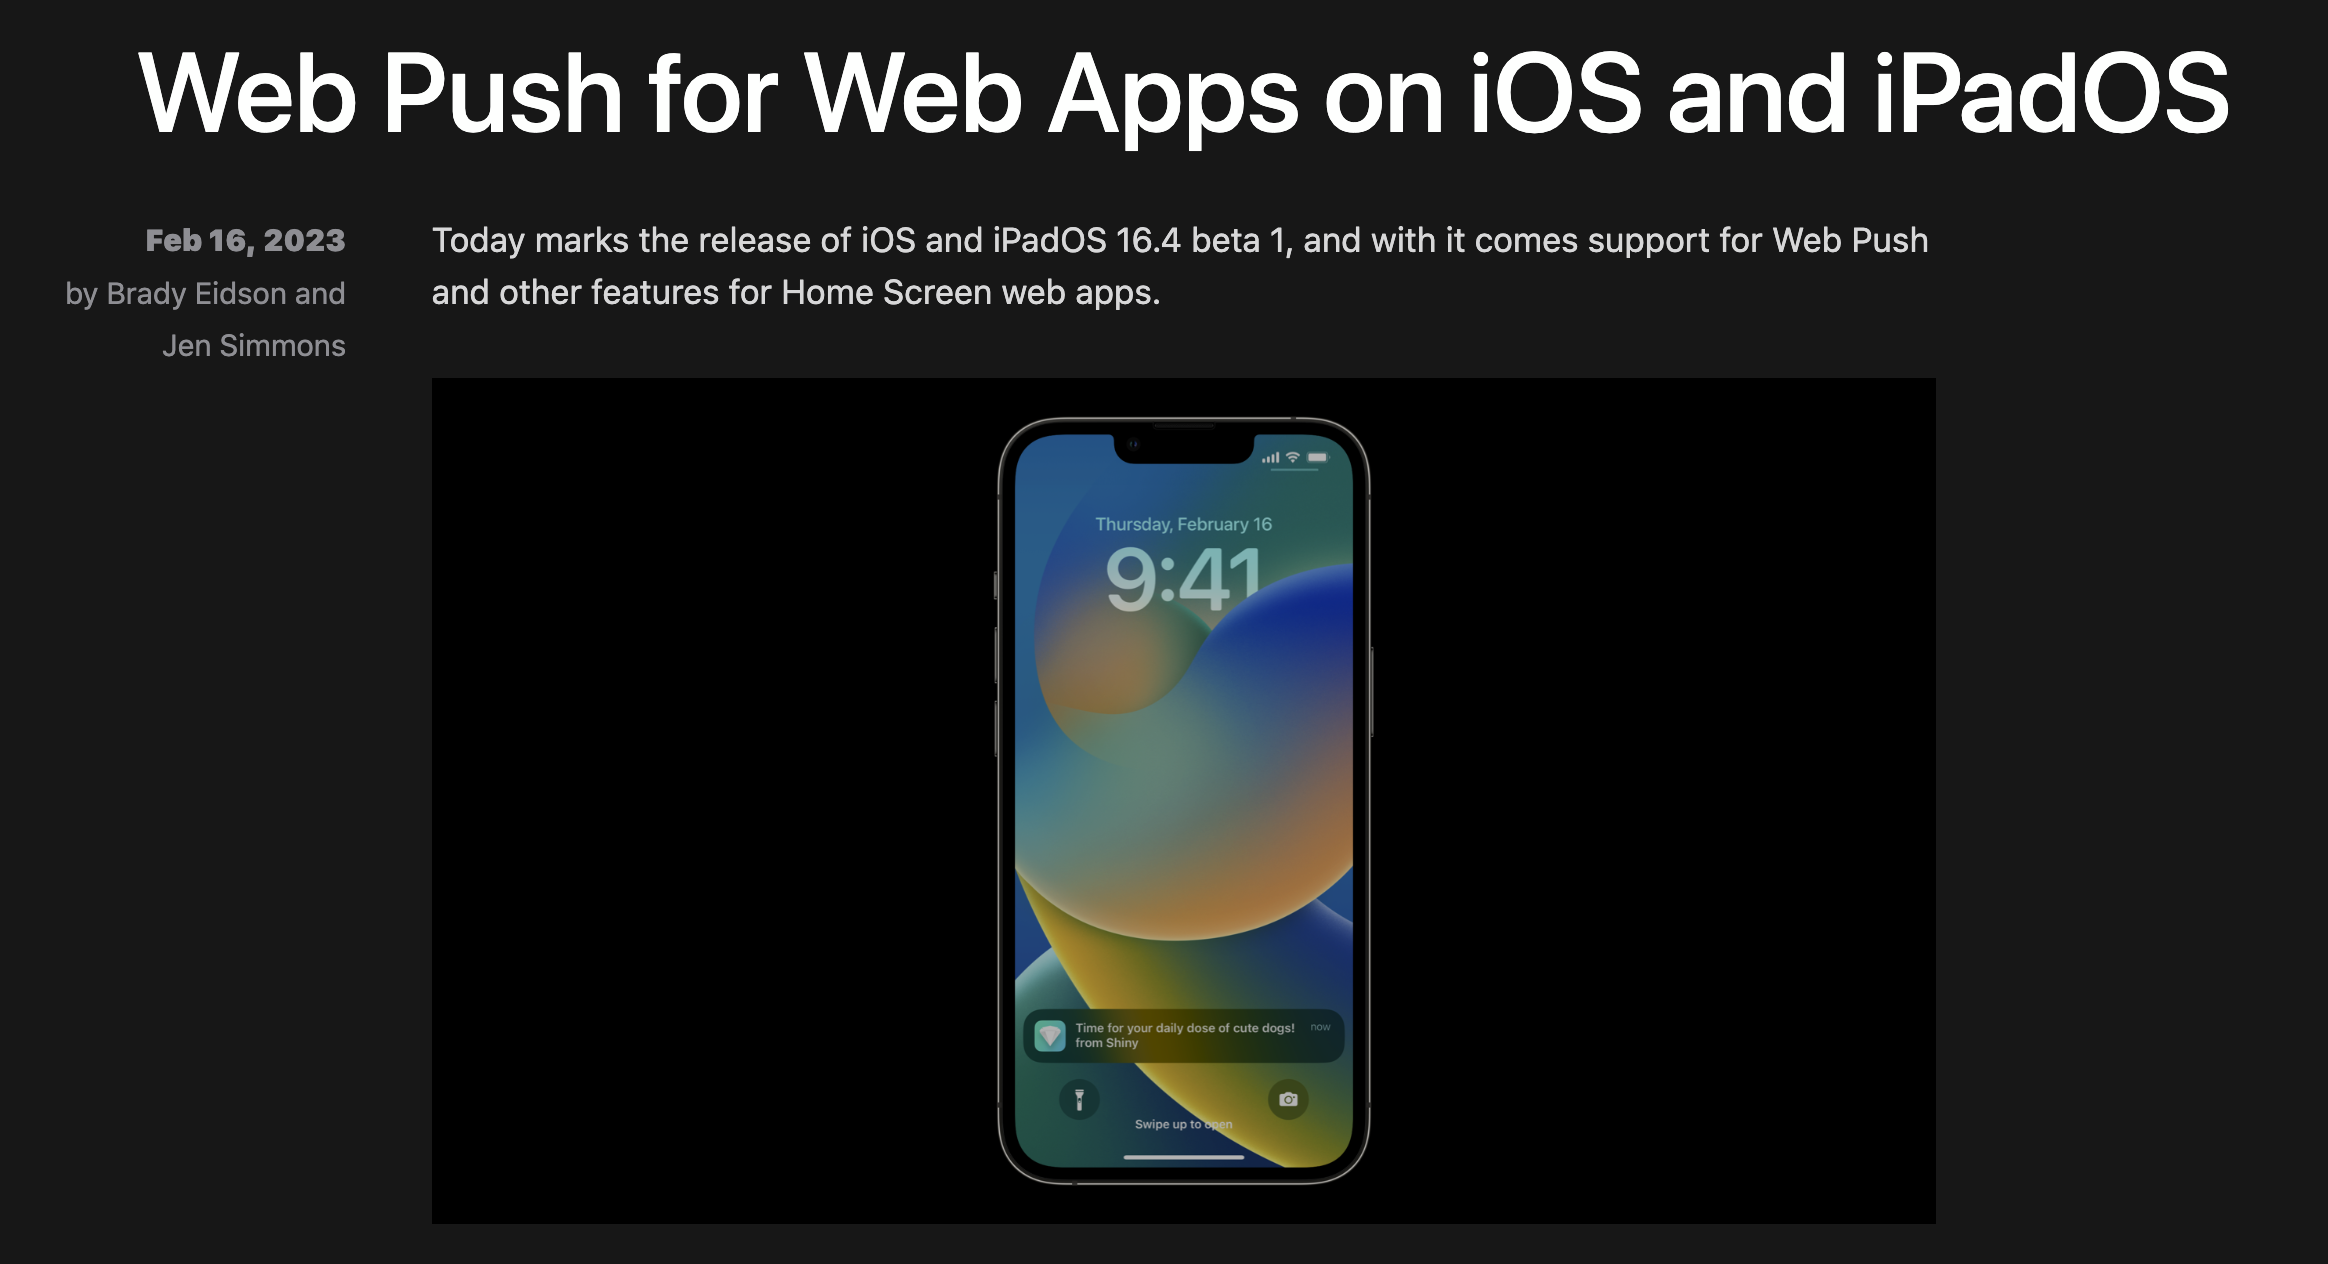 Web Push for Web Apps on iOS and iPadOS
Feb 16, 2023
by Brady Eidson and
Jen Simmons
Today marks the release of iOS and iPadOS 16.4 beta 1, and with it comes support for Web Push
and other features for Home Screen web apps.
Thursday, February 16
9:41
Time for your daily dose of cute dogs! now
from Shiny
Swipe up to open